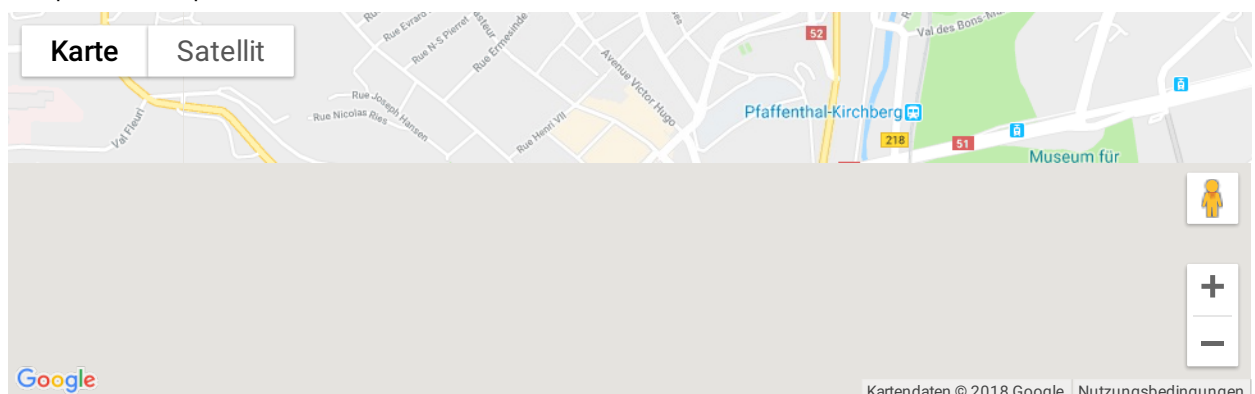 Karte
Satellit
Rue Evrard
Rue N-S Pierret
Rue Ermesinde
Avenue Victor Hugo
52
Val des Bons-
Rue Joseph Hansen
Rue Nicolas Ries
Val Fleuri
Rue Henri VII
Pfaffenthal-Kirchberg
218
51
Museum für
Google
Kartendaten © 2018 Google
Nutzungsbedingungen